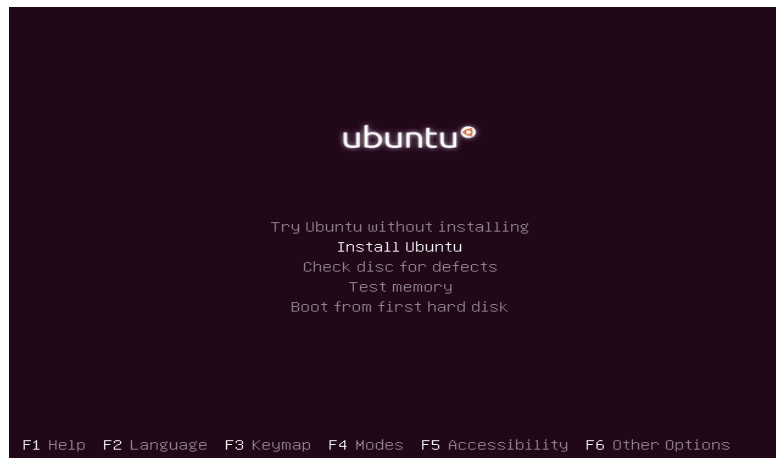 ubuntu
Try Ubuntu without installing
Install Ubuntu
Check disc for defects
Test memory
Boot from first hard disk
F1 Help F2 Language F3 Keymap F4 Modes F5 Accessibility F6 Other Options